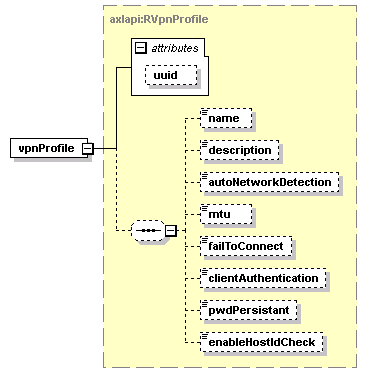 axlapi:RVpnProfile
attributes
uuid
vpnProfile
name
description
autoNetworkDetection
mtu
failToConnect
clientAuthentication
pwdPersistant
enableHostIdCheck